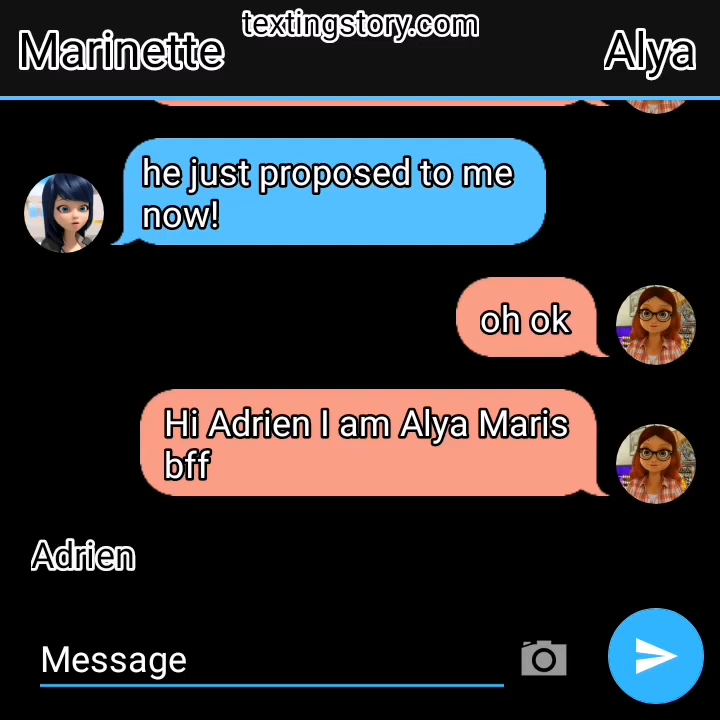 textingstory.com
Marinette
Alya
he just proposed to me
now!
oh ok
Hi Adrien I am Alya Maris
bff
Adrien
Message